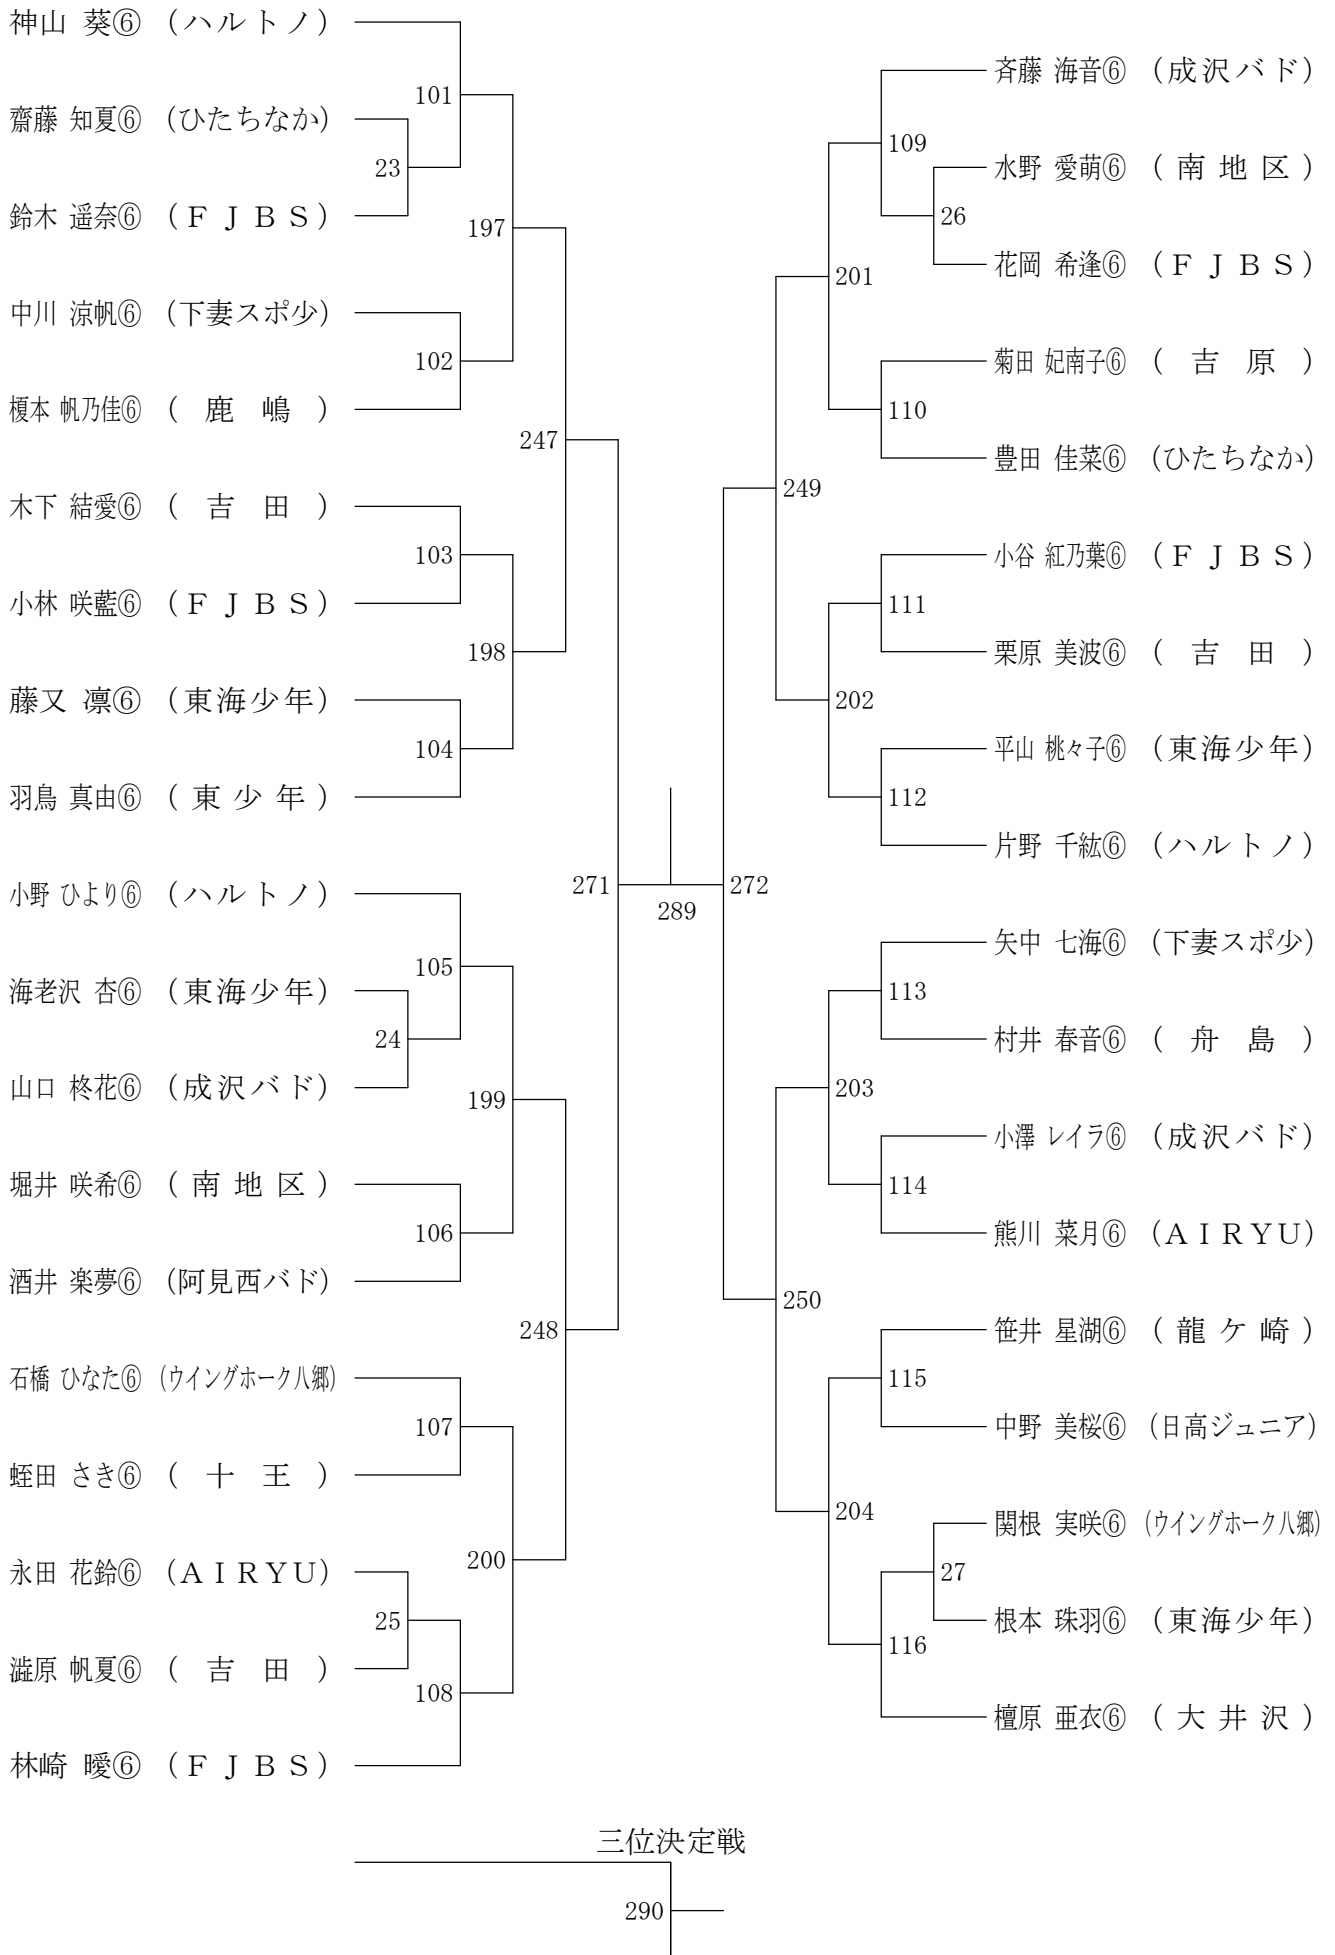 神山 葵⑥ (ハルトノ)
101
齋藤 知夏⑥ (ひたちなか)
23
鈴木 遥奈⑥ (ＦＪＢＳ)
197
中川 涼帆⑥ (下妻スポ少)
102
榎本 帆乃佳⑥ (鹿嶋)
247
木下 結愛⑥ (吉田)
103
小林 咲藍⑥ (ＦＪＢＳ)
198
藤又 凛⑥ (東海少年)
104
羽鳥 真由⑥ (東少年)
271
小野 ひより⑥ (ハルトノ)
105
海老沢 杏⑥ (東海少年)
24
山口 柊花⑥ (成沢バド)
199
堀井 咲希⑥ (南地区)
106
酒井 楽夢⑥ (阿見西バド)
248
石橋 ひなた⑥ (ウイングホーク八郷)
107
蛭田 さき⑥ (十王)
200
永田 花鈴⑥ (ＡＩＲＹＵ)
25
澁原 帆夏⑥ (吉田)
108
林崎 曖⑥ (ＦＪＢＳ)
289
斉藤 海音⑥ (成沢バド)
109
水野 愛萌⑥ (南地区)
26
花岡 希逢⑥ (ＦＪＢＳ)
201
菊田 妃南子⑥ (吉原)
110
豊田 佳菜⑥ (ひたちなか)
249
小谷 紅乃葉⑥ (ＦＪＢＳ)
111
栗原 美波⑥ (吉田)
202
平山 桃々子⑥ (東海少年)
112
片野 千紘⑥ (ハルトノ)
272
矢中 七海⑥ (下妻スポ少)
113
村井 春音⑥ (舟島)
203
小澤 レイラ⑥ (成沢バド)
114
熊川 菜月⑥ (ＡＩＲＹＵ)
250
笹井 星湖⑥ (龍ケ崎)
115
中野 美桜⑥ (日高ジュニア)
204
関根 実咲⑥ (ウイングホーク八郷)
27
根本 珠羽⑥ (東海少年)
116
檀原 亜衣⑥ (大井沢)
三位決定戦
290